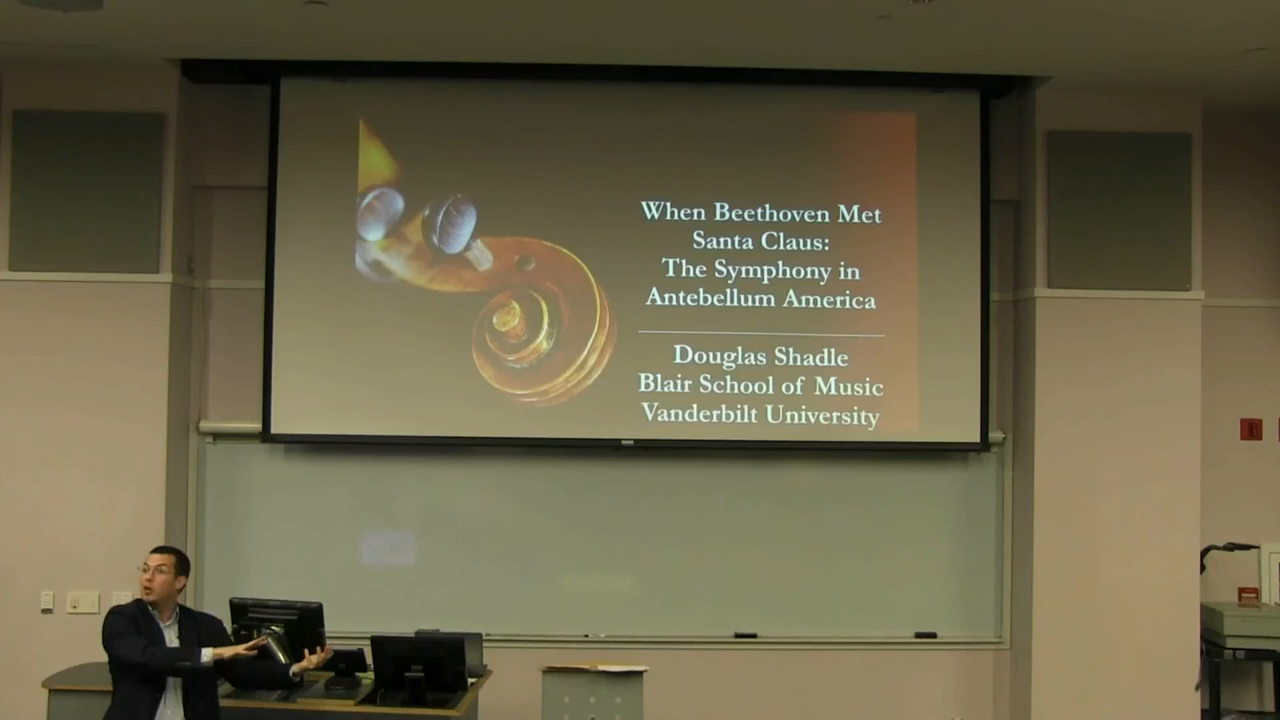 When Beethoven Met
Santa Claus:
The Symphony in
Antebellum America
Douglas Shadle
Blair School of Music
Vanderbilt University